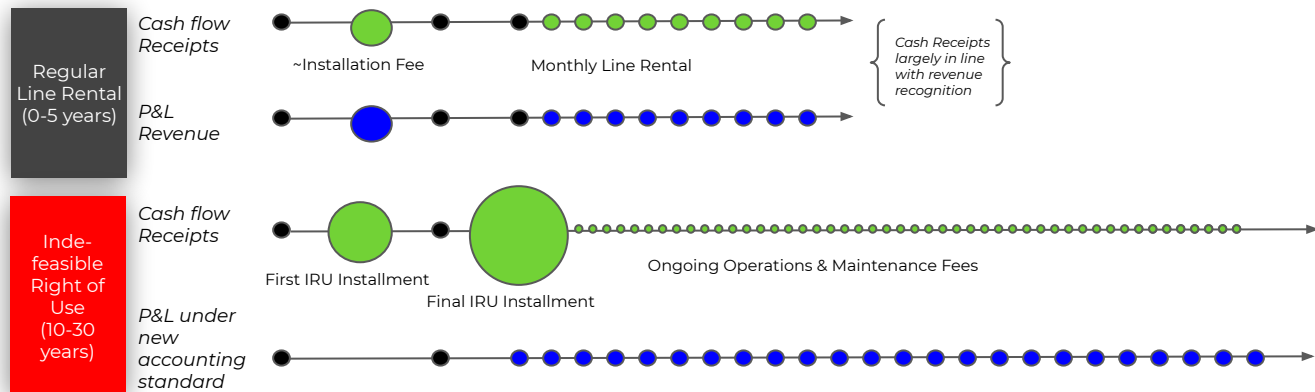 Regular
Line Rental
(0-5 years)
Cash flow
Receipts
~Installation Fee
Monthly Line Rental
Cash Receipts
largely in line
with revenue
recognition
P&L
Revenue
Inde-
feasible
Right of
Use
(10-30
years)
Cash flow
Receipts
First IRU Installment
Final IRU Installment
Ongoing Operations & Maintenance Fees
P&L under
new
accounting
standard